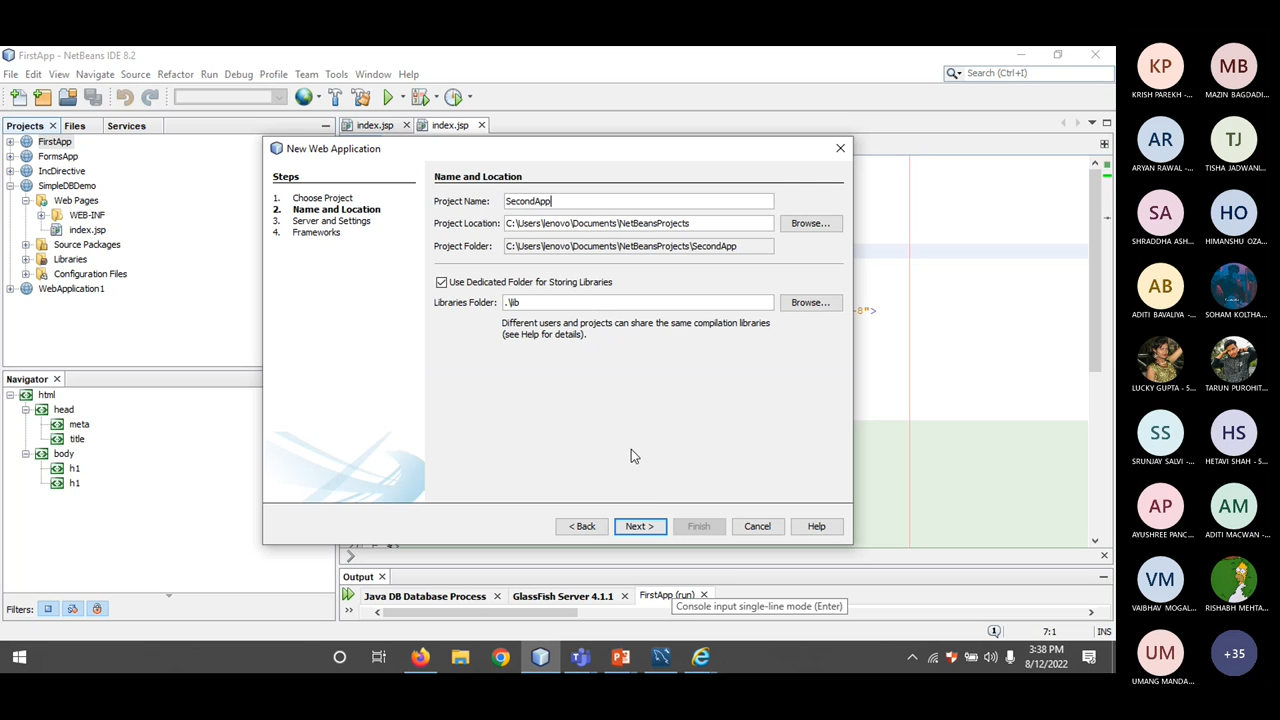 FirstApp - NetBeans IDE 8.2
File Edit View Navigate Source Refactor Run Debug Profile Team Tools Window Help
Search (Ctrl+I)
Projects Files Services
index.jsp index.jsp
FirstApp
FormsApp
IncDirective
SimpleDBDemo
Web Pages
WEB-INF
index.jsp
Source Packages
Libraries
Configuration Files
WebApplication1
Navigator
html
head
meta
title
body
h1
h1
Filters:
New Web Application
Steps
1. Choose Project
2. Name and Location
3. Server and Settings
4. Frameworks
Name and Location
Project Name: SecondApp
Project Location: C:\Users\lenovo\Documents\NetBeansProjects Browse...
Project Folder: C:\Users\lenovo\Documents\NetBeansProjects\SecondApp
Use Dedicated Folder for Storing Libraries
Libraries Folder: .\lib Browse...
Different users and projects can share the same compilation libraries
(see Help for details).
< Back Next > Finish Cancel Help
-8">
Output
Java DB Database Process GlassFish Server 4.1.1 FirstApp (run)
Console input single-line mode (Enter)
1 7:1 INS
3:38 PM
8/12/2022
KP MB
KRISH PAREKH -... MAZIN BAGDADI...
AR TJ
ARYAN RAWAL -... TISHA JADWANI...
SA HO
SHRADDHA ASH... HIMANSHU OZA...
AB
ADITI BAVALIYA -... SOHAM KOLTHA...
LUCKY GUPTA - 5... TARUN PUROHIT...
SS HS
SRUNJAY SALVI -... HETAVI SHAH - 5...
AP AM
AYUSHREE PANC... ADITI MACWAN -...
VM
VAIBHAV MOGAL... RISHABH MEHTA...
UM +35
UMANG MANDA...